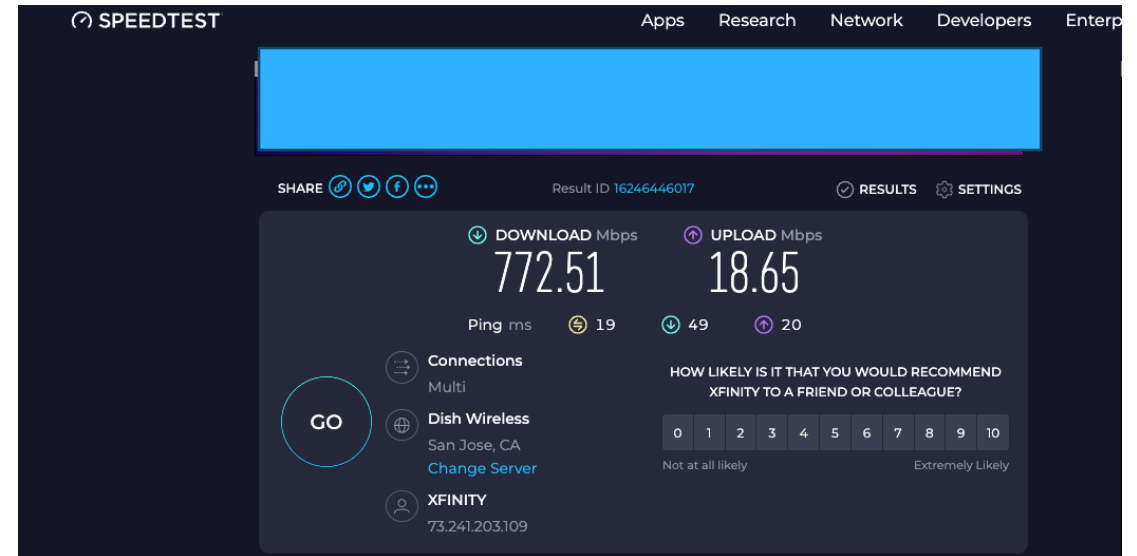 SPEEDTEST Apps Research Network Developers Enterp
SHARE Result ID 16246446017 RESULTS SETTINGS
DOWNLOAD Mbps UPLOAD Mbps
772.51 18.65
Ping ms 19 49 20
Connections
Multi
HOW LIKELY IS IT THAT YOU WOULD RECOMMEND
XFINITY TO A FRIEND OR COLLEAGUE?
GO
Dish Wireless
San Jose, CA
Change Server
0 1 2 3 4 5 6 7 8 9 10
Not at all likely Extremely Likely
XFINITY
73.241.203.109